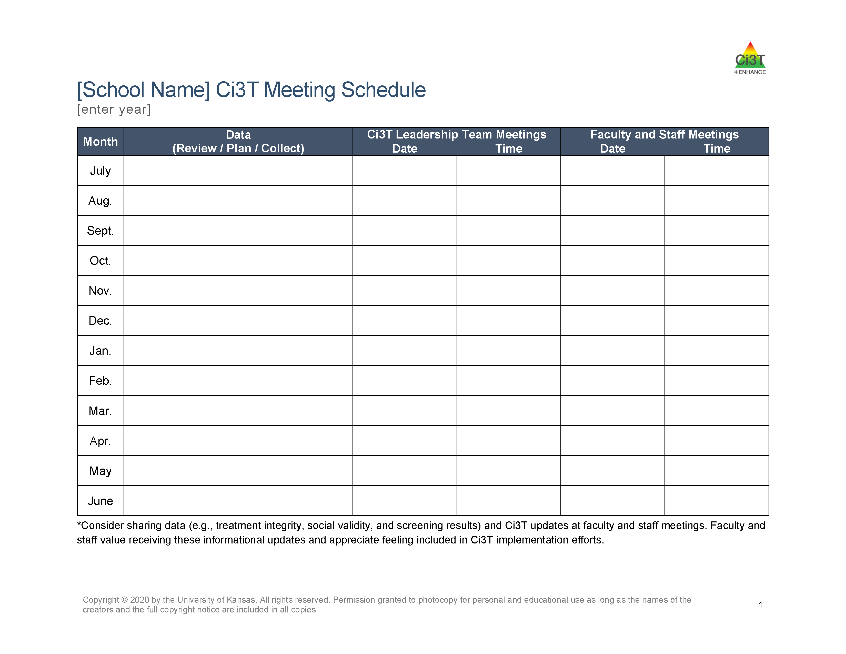 Ci3T
ENHANCE
[School Name] Ci3T Meeting Schedule
[enter year]
Month
Data
(Review / Plan / Collect)
Ci3T Leadership Team Meetings
Date Time
Faculty and Staff Meetings
Date Time
July
Aug.
Sept.
Oct.
Nov.
Dec.
Jan.
Feb.
Mar.
Apr.
May
June
*Consider sharing data (e.g., treatment integrity, social validity, and screening results) and Ci3T updates at faculty and staff meetings. Faculty and
staff value receiving these informational updates and appreciate feeling included in Ci3T implementation efforts.
Copyright © 2020 by the University of Kansas. All rights reserved. Permission granted to photocopy for personal and educational use as long as the names of the
creators and the full copyright notice are included in all copies
1